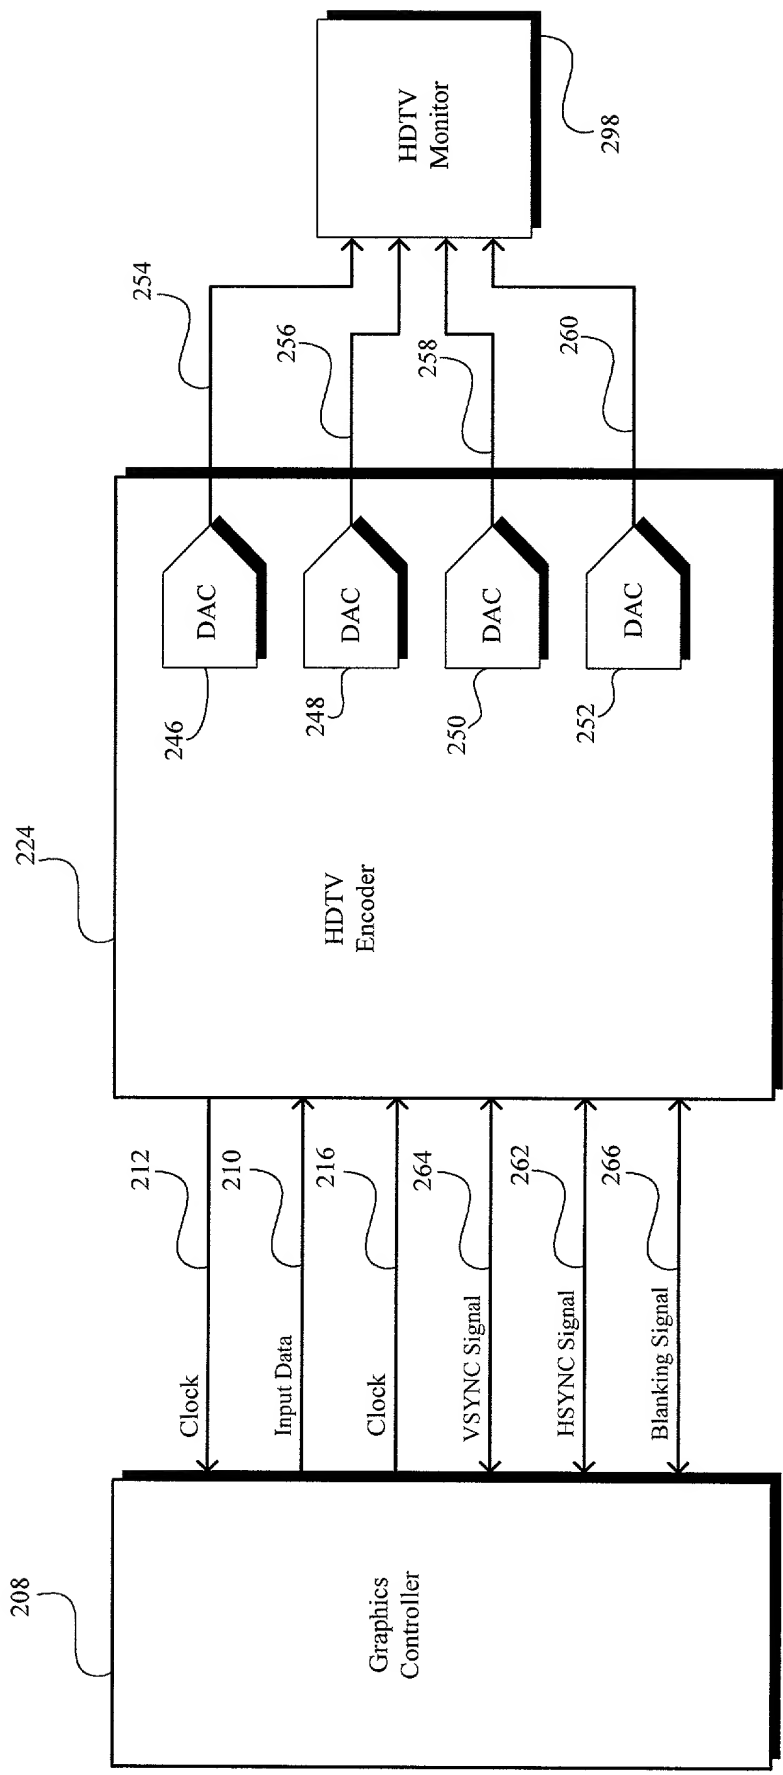 208
Graphics
Controller
Clock
212
Input Data
210
Clock
216
VSYNC Signal
264
HSYNC Signal
262
Blanking Signal
266
224
HDTV
Encoder
246
DAC
248
DAC
250
DAC
252
DAC
254
256
258
260
HDTV
Monitor
298